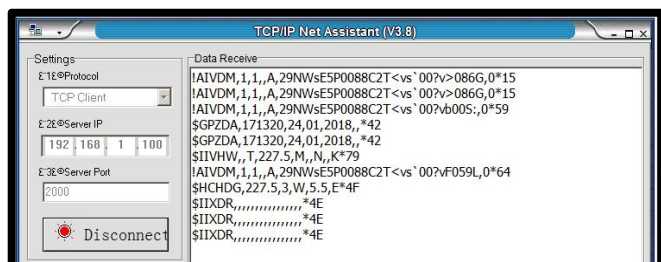 TCP/IP Net Assistant (V3.8)
Settings
£¨1£©Protocol
TCP Client
£¨2£©Server IP
192 .168 . 1 .100
£¨3£©Server Port
2000
Disconnect
Data Receive
!AIVDM,1,1,,A,29NWsE5P0088C2T<vs`00?v>086G,0*15
!AIVDM,1,1,,A,29NWsE5P0088C2T<vs`00?v>086G,0*15
!AIVDM,1,1,,A,29NWsE5P0088C2T<vs`00?vb00S:,0*59
$GPZDA,171320,24,01,2018,,*42
$GPZDA,171320,24,01,2018,,*42
$IIVHW,,T,227.5,M,,N,,K*79
!AIVDM,1,1,,A,29NWsE5P0088C2T<vs`00?vF059L,0*64
$HCHDG,227.5,3,W,5.5,E*4F
$IIXDR,,,,,,,,,,,,,,,,*4E
$IIXDR,,,,,,,,,,,,,,,,*4E
$IIXDR,,,,,,,,,,,,,,,,*4E